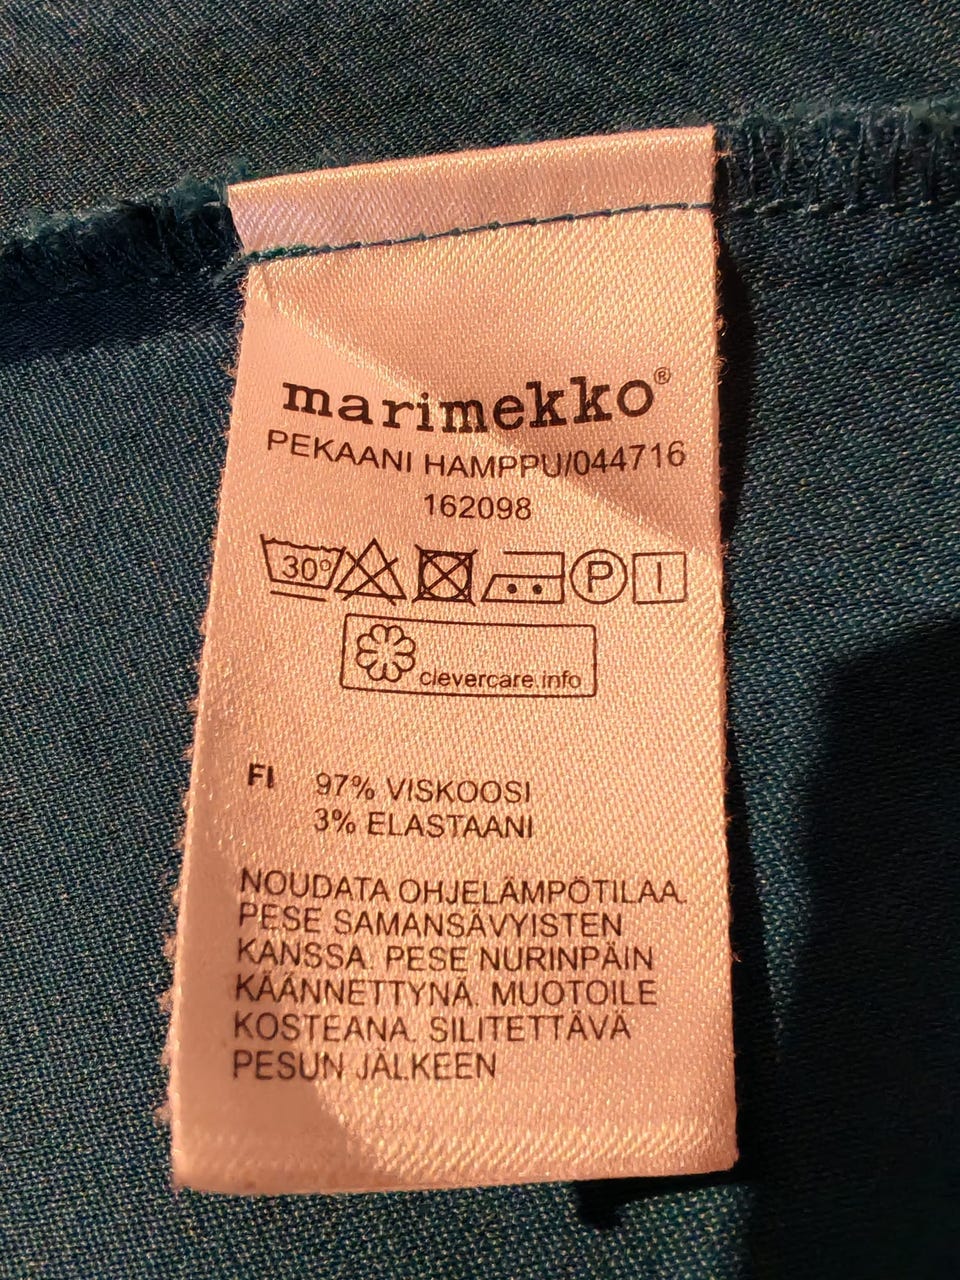 marimekko®
PEKAANI HAMPPU/044716
162098
30° P
clevercare.info
FI 97% VISKOOSI
3% ELASTAANI
NOUDATA OHJELÄMPÖTILAA.
PESE SAMANSÄVYISTEN
KANSSA. PESE NURINPÄIN
KÄÄNNETTYNÄ. MUOTOILE
KOSTEANA. SILITETTÄVÄ
PESUN JÄLKEEN